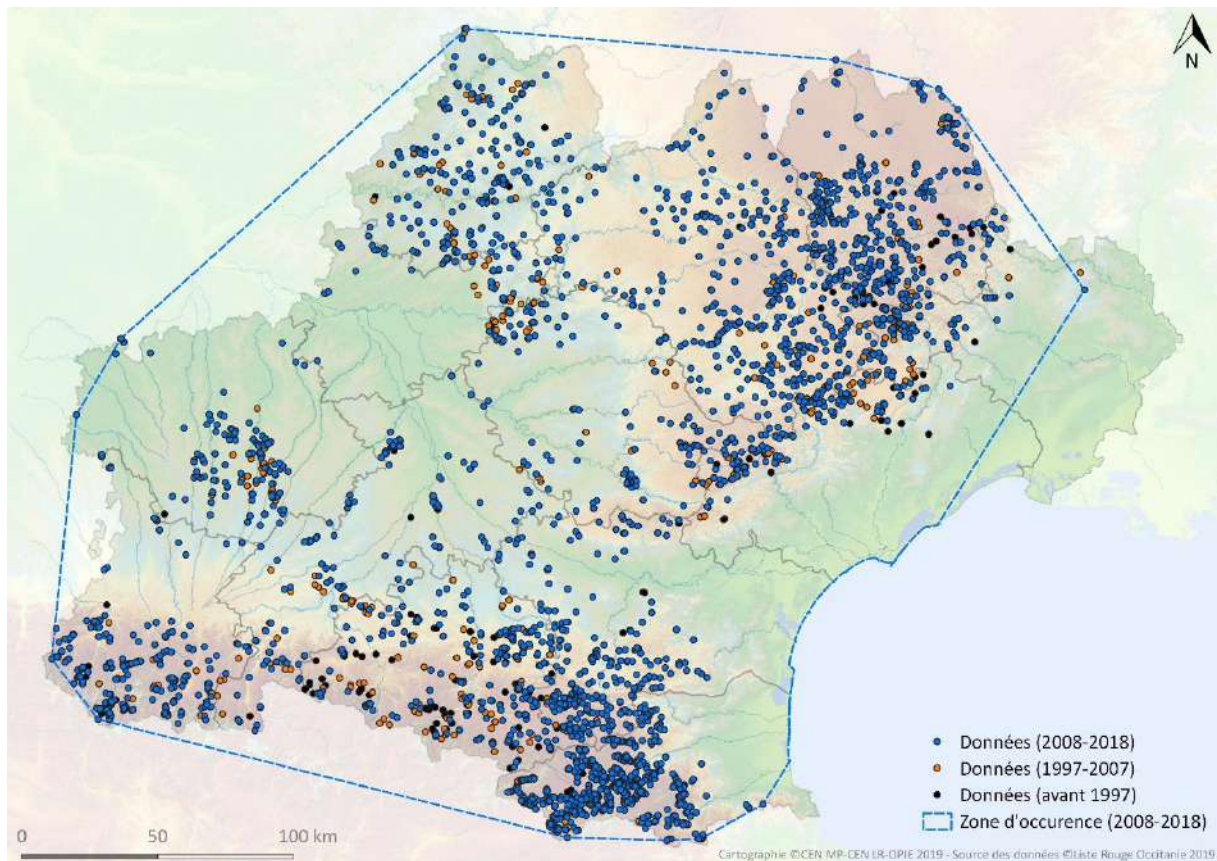 N
Données (2008-2018)
Données (1997-2007)
Données (avant 1997)
Zone d'occurence (2008-2018)
0 50 100 km
Cartographie ©CEN MP-CEN LR-OPIE 2019 - Source des données ©Liste Rouge Occitanie 2019